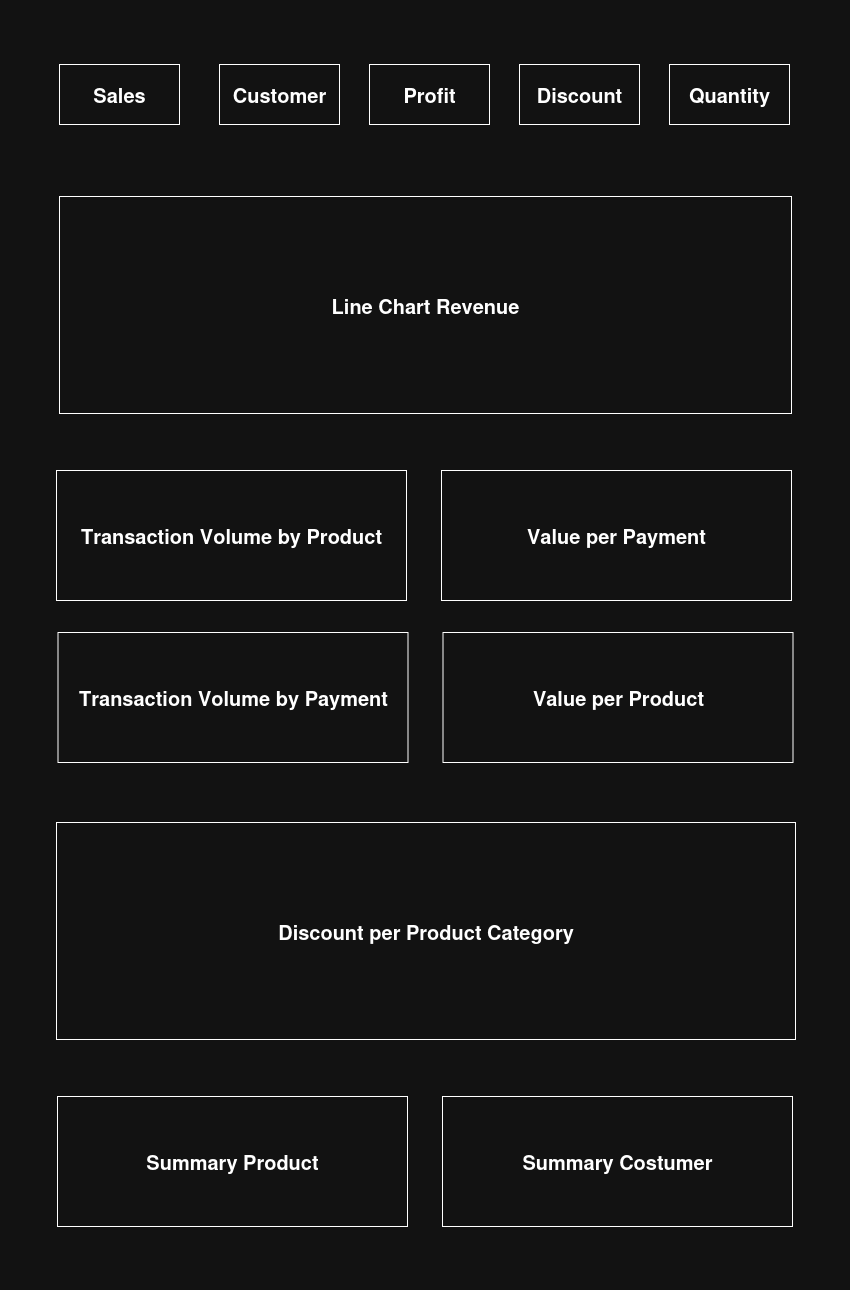 Sales
Customer
Profit
Discount
Quantity
Line Chart Revenue
Transaction Volume by Product
Value per Payment
Transaction Volume by Payment
Value per Product
Discount per Product Category
Summary Product
Summary Costumer